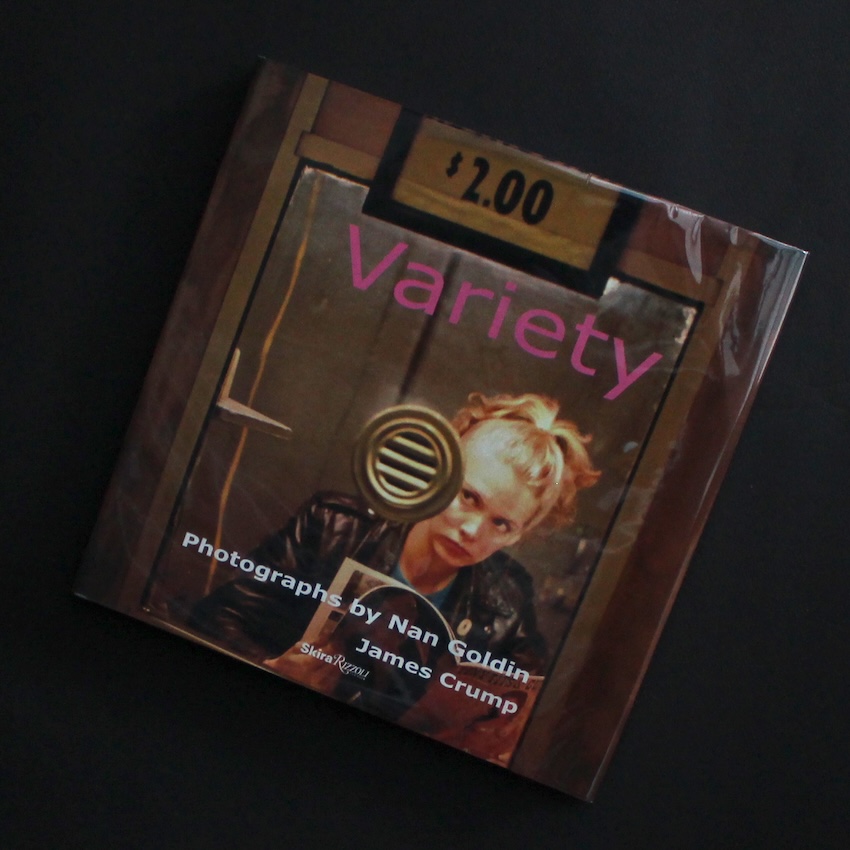 $2.00
Variety
Photographs by Nan Goldin
James Crump
Skira Rizzoli